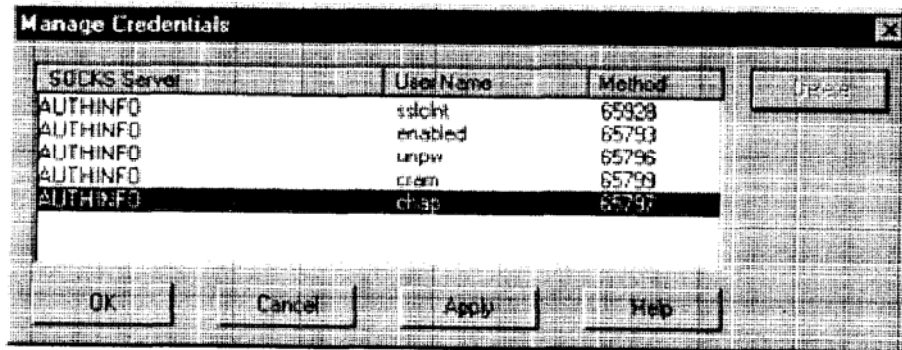 Manage Credentials
SOCKS Server User Name Method
AUTHINFO sslclnt 65928
AUTHINFO enabled 65793
AUTHINFO unpw 65796
AUTHINFO cram 65799
AUTHINFO chap 65797
OK Cancel Apply Help